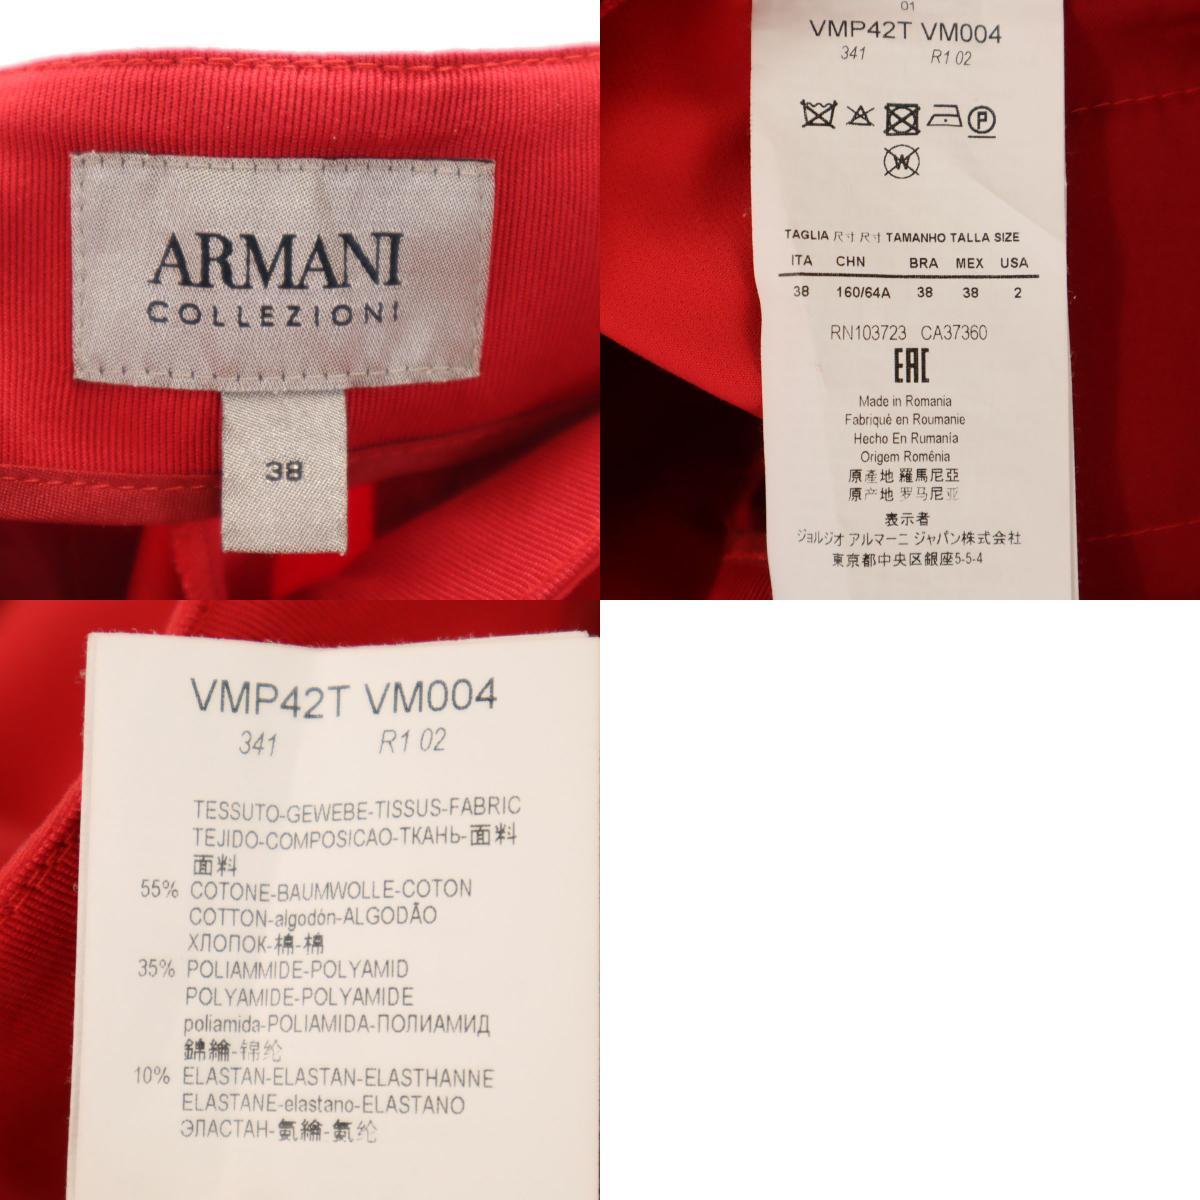 ARMANI
COLLEZIONI
38
01
VMP42T VM004
341 R1 02
P
W
TAGLIA 尺寸 尺寸 TAMANHO TALLA SIZE
ITA CHN BRA MEX USA
38 160/64A 38 38 2
RN103723 CA37360
EAC
Made in Romania
Fabriqué en Roumanie
Hecho En Rumanía
Origem Romênia
原產地 羅馬尼亞
原产地 罗马尼亚
表示者
ジョルジオ アルマーニ ジャパン株式会社
東京都中央区銀座5-5-4
VMP42T VM004
341 R1 02
TESSUTO-GEWEBE-TISSUS-FABRIC
TEJIDO-COMPOSICAO-ТКАНЬ-面料
面料
55% COTONE-BAUMWOLLE-COTON
COTTON-algodón-ALGODÃO
ХЛОПОК-棉-棉
35% POLIAMMIDE-POLYAMID
POLYAMIDE-POLYAMIDE
poliamida-POLIAMIDA-ПОЛИАМИД
錦綸-锦纶
10% ELASTAN-ELASTAN-ELASTHANNE
ELASTANE-elastano-ELASTANO
ЭЛАСТАН-氨綸-氨纶